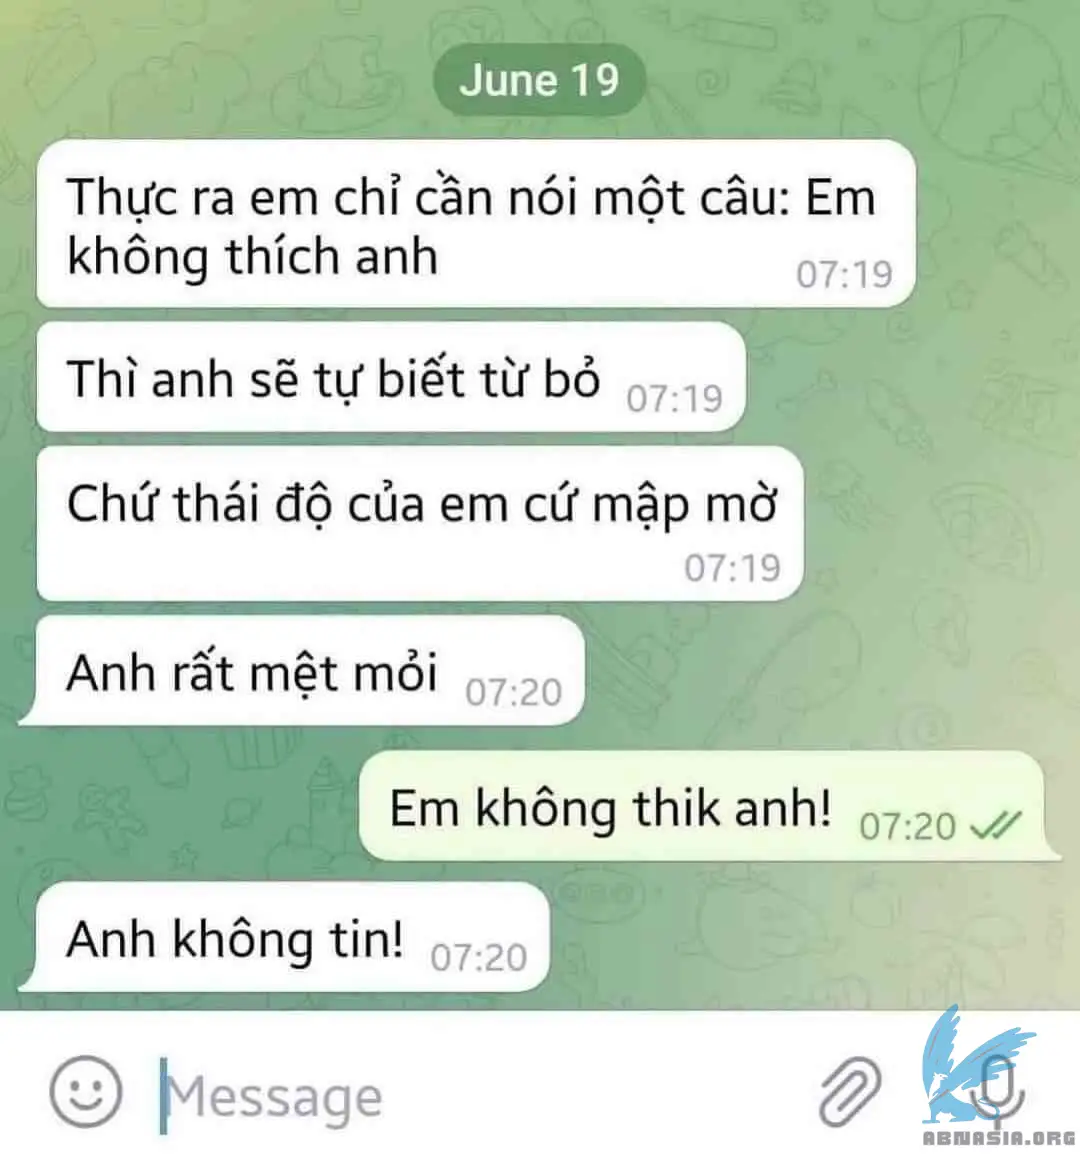 June 19
Thực ra em chỉ cần nói một câu: Em
không thích anh
07:19
Thì anh sẽ tự biết từ bỏ 07:19
Chứ thái độ của em cứ mập mờ
07:19
Anh rất mệt mỏi 07:20
Em không thik anh! 07:20
Anh không tin! 07:20
Message
ABNASIA.ORG